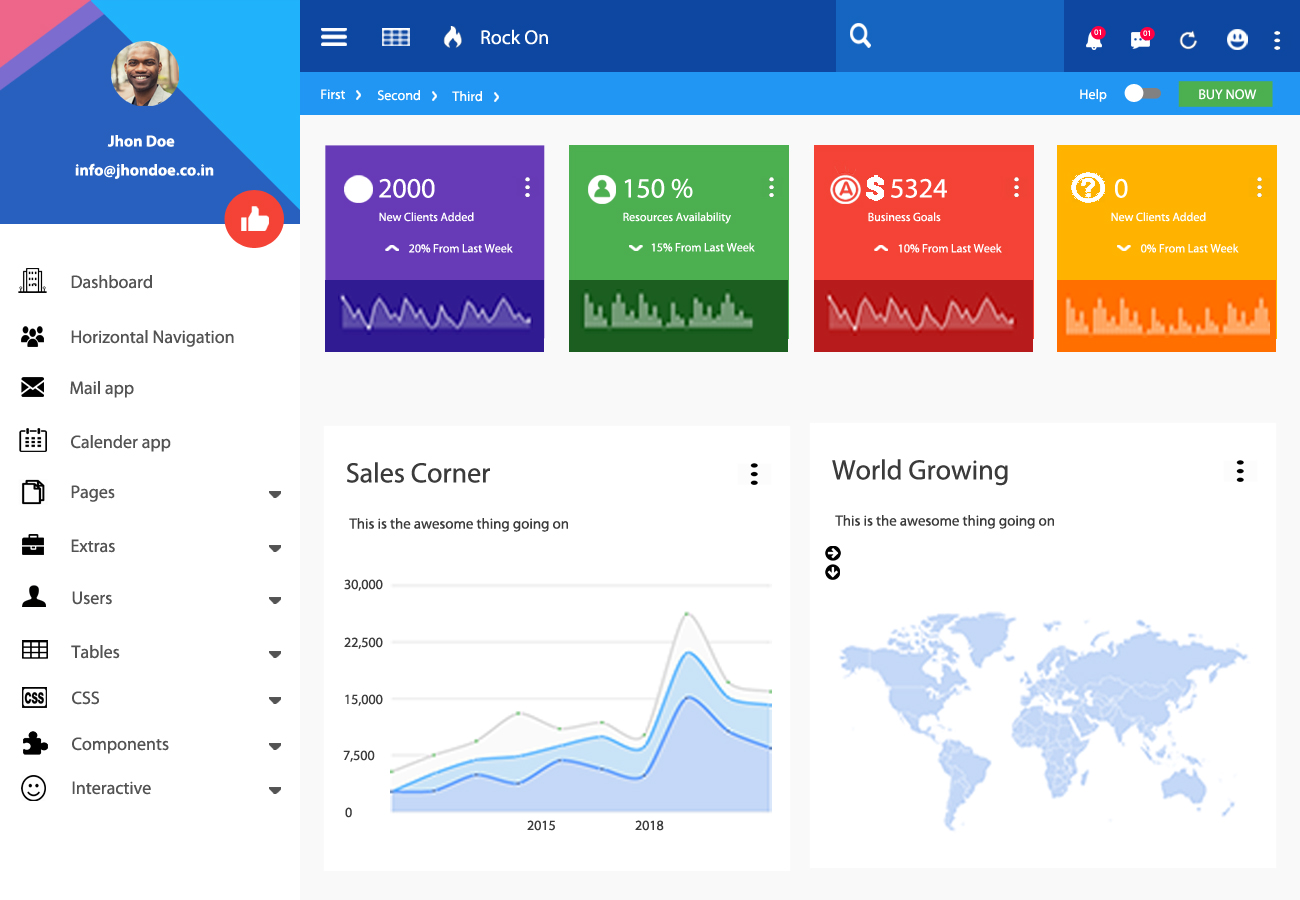 Rock On
01
01
First
Second
Third
Help
BUY NOW
Jhon Doe
info@jhondoe.co.in
Dashboard
Horizontal Navigation
Mail app
Calender app
Pages
Extras
Users
Tables
CSS
CSS
Components
Interactive
2000
New Clients Added
20% From Last Week
150 %
Resources Availability
15% From Last Week
A $ 5324
Business Goals
10% From Last Week
? 0
New Clients Added
0% From Last Week
Sales Corner
This is the awesome thing going on
30,000
22,500
15,000
7,500
0
2015
2018
World Growing
This is the awesome thing going on